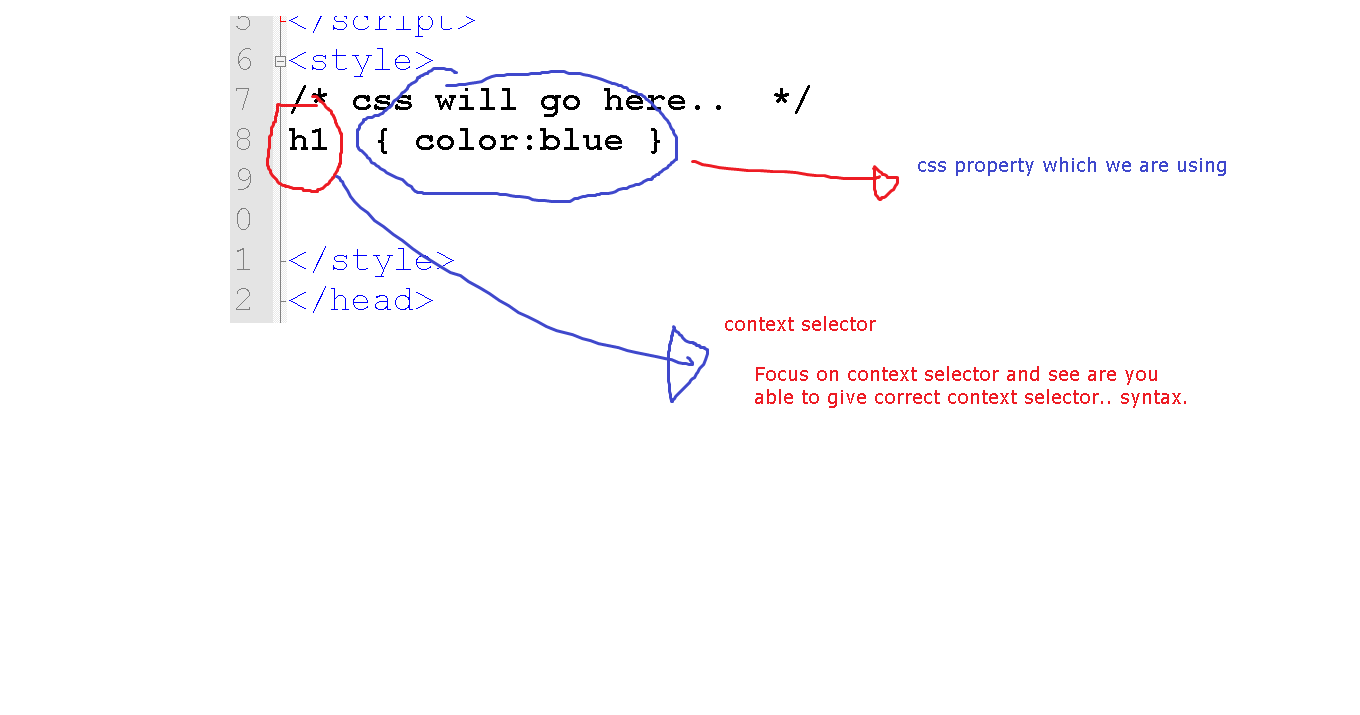 5 </script>
6 <style>
7 /* css will go here..  */
8 h1  { color:blue }
9
0
1 </style>
2 </head>
css property which we are using
context selector
Focus on context selector and see are you
able to give correct context selector.. syntax.